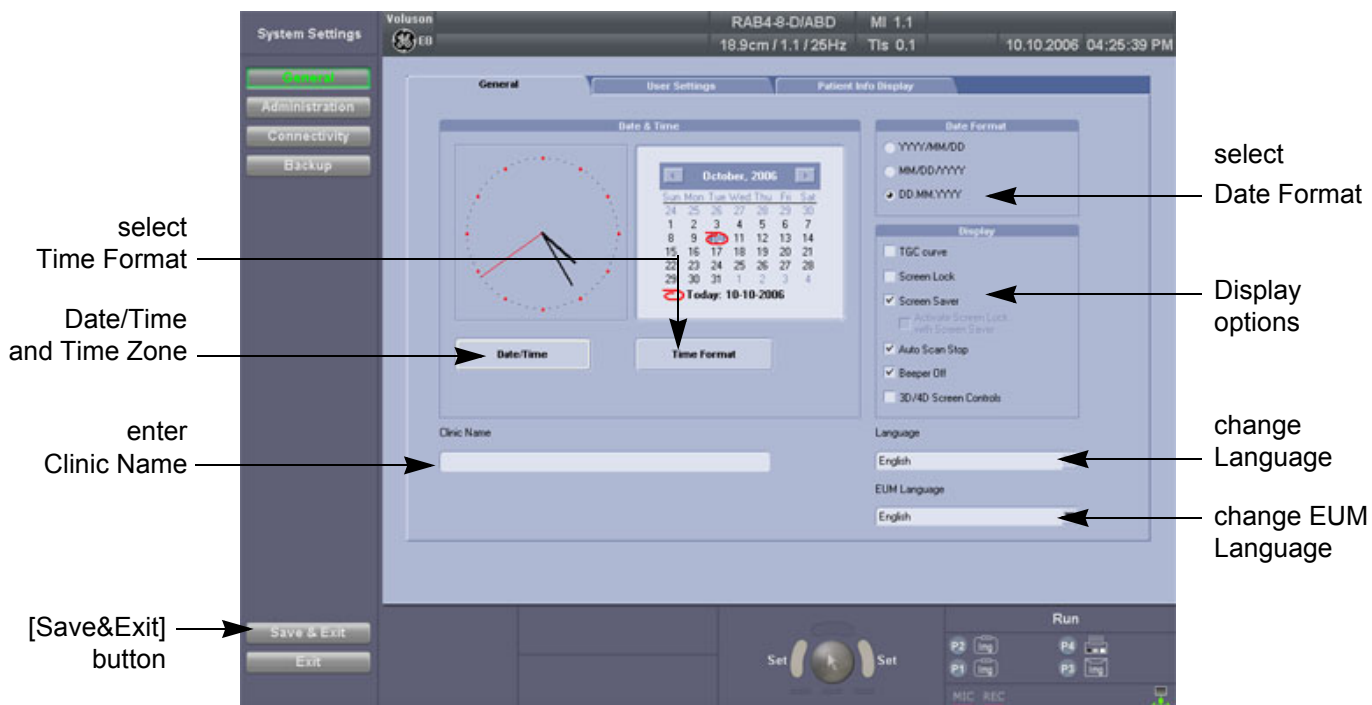 System Settings
Voluson
E8
RAB4-8-D/ABD MI 1.1
18.9cm / 1.1 / 25Hz TIs 0.1 10.10.2006 04:25:39 PM
General
Administration
Connectivity
Backup
General User Settings Patient Info Display
Date & Time
October, 2006
Sun Mon Tue Wed Thu Fri Sat
24 25 26 27 28 29 30
1 2 3 4 5 6 7
8 9 10 11 12 13 14
15 16 17 18 19 20 21
22 23 24 25 26 27 28
29 30 31 1 2 3 4
Today: 10-10-2006
Date/Time
Time Format
Date Format
YYYY/MM/DD
MM/DD/YYYY
DD.MM.YYYY
Display
TGC curve
Screen Lock
Screen Saver
Activate Screen Lock
with Screen Saver
Auto Scan Stop
Beeper Off
3D/4D Screen Controls
Clinic Name
Language
English
EUM Language
English
Save & Exit
Exit
Set
Set
Run
P2 Img
P4
P1 Img
P3 Img
MIC REC
select
Time Format
Date/Time
and Time Zone
enter
Clinic Name
[Save&Exit]
button
select
Date Format
Display
options
change
Language
change EUM
Language